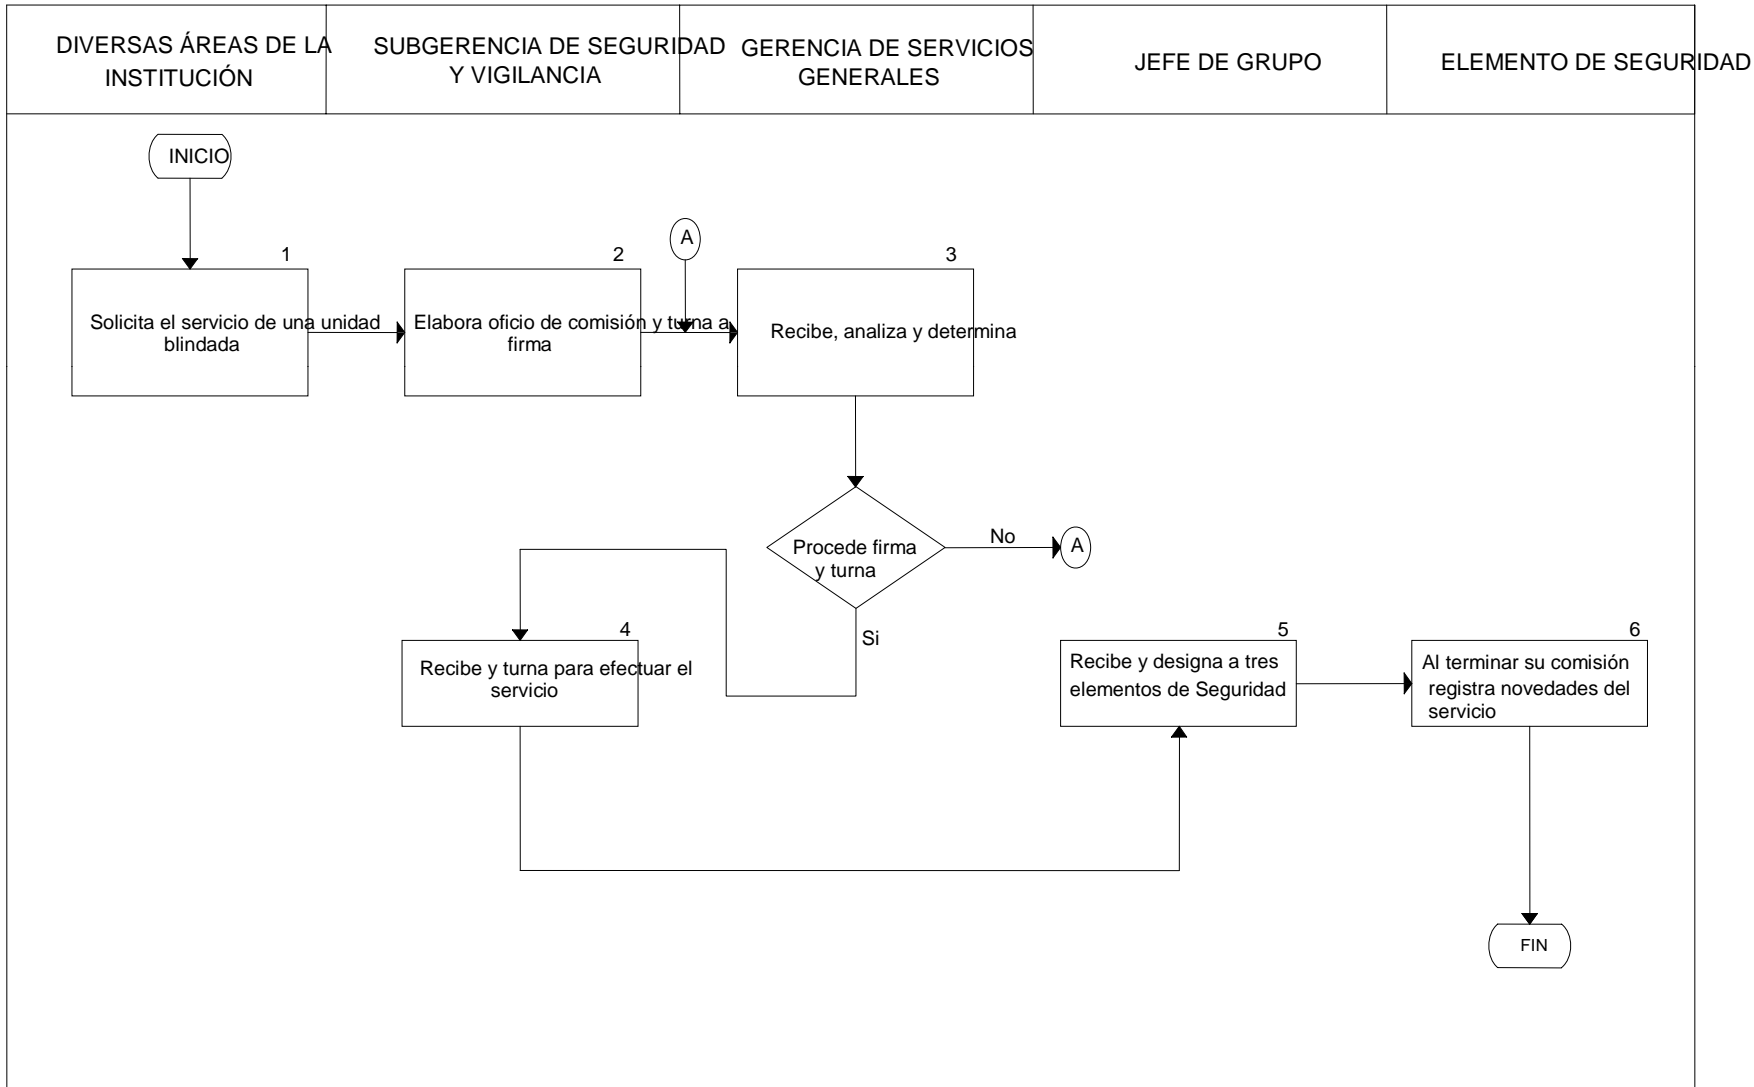 DIVERSAS ÁREAS DE LA
INSTITUCIÓN
SUBGERENCIA DE SEGURIDAD
Y VIGILANCIA
GERENCIA DE SERVICIOS
GENERALES
JEFE DE GRUPO
ELEMENTO DE SEGURIDAD
INICIO
A
1
Solicita el servicio de una unidad
blindada
2
Elabora oficio de comisión y turna a
firma
3
Recibe, analiza y determina
Procede firma
y turna
No
A
Si
4
Recibe y turna para efectuar el
servicio
5
Recibe y designa a tres
elementos de Seguridad
6
Al terminar su comisión
registra novedades del
servicio
FIN